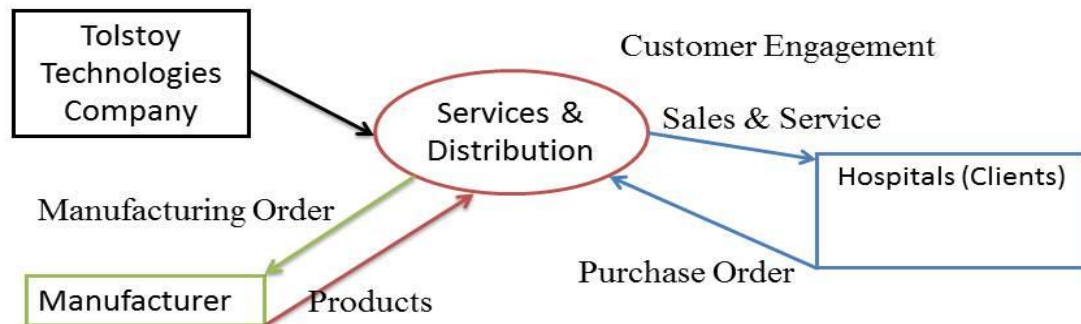 Tolstoy
Technologies
Company
Customer Engagement
Services &
Distribution
Sales & Service
Hospitals (Clients)
Manufacturing Order
Purchase Order
Manufacturer
Products